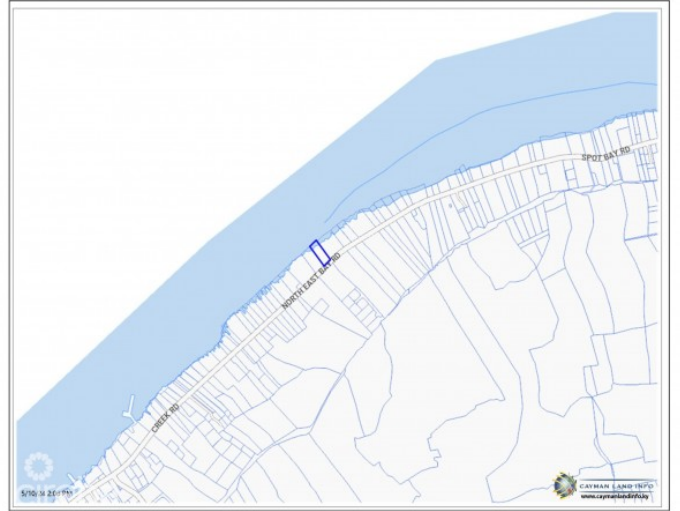 SPOT BAY RD
NORTH EAST BAY RD
CREEK RD
CAYMAN LAND INFO
www.caymanlandinfo.ky